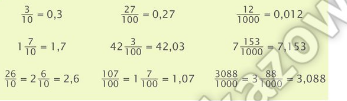 3/10 = 0,3 27/100 = 0,27 12/1000 = 0,012
1 7/10 = 1,7 42 3/100 = 42,03 7 153/1000 = 7,153
26/10 = 2 6/10 = 2,6 107/100 = 1 7/100 = 1,07 3088/1000 = 3 88/1000 = 3,088